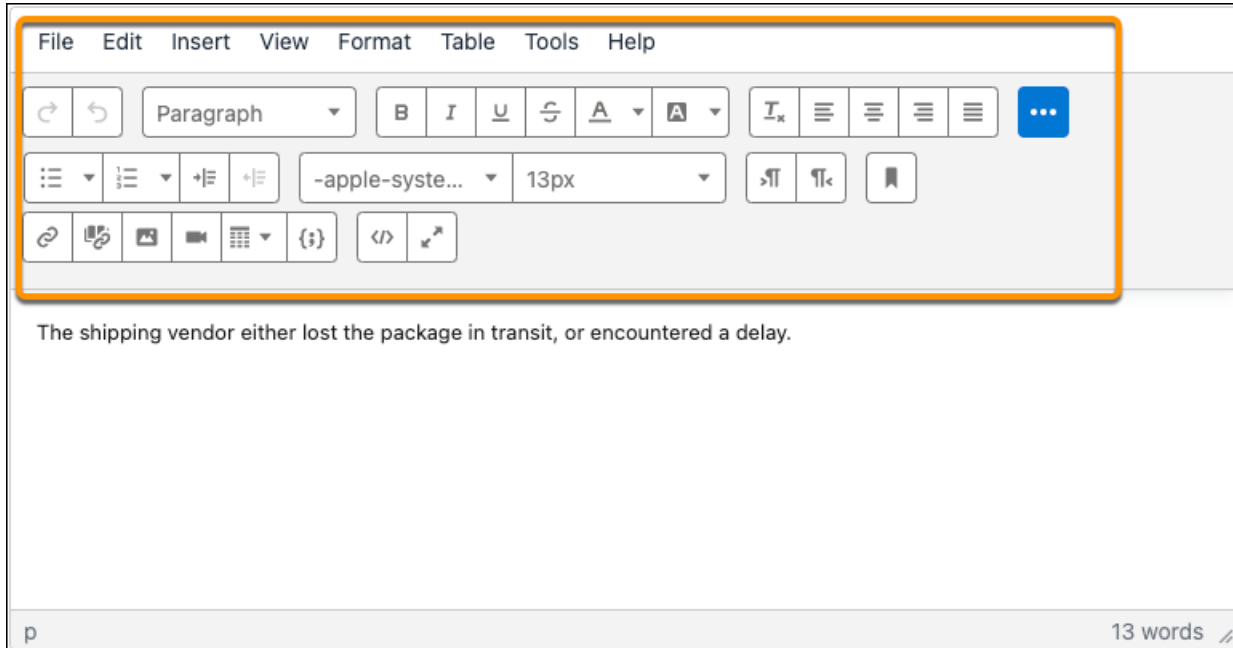 File Edit Insert View Format Table Tools Help
Paragraph B I U S A A
-apple-syste... 13px
The shipping vendor either lost the package in transit, or encountered a delay.
p 13 words